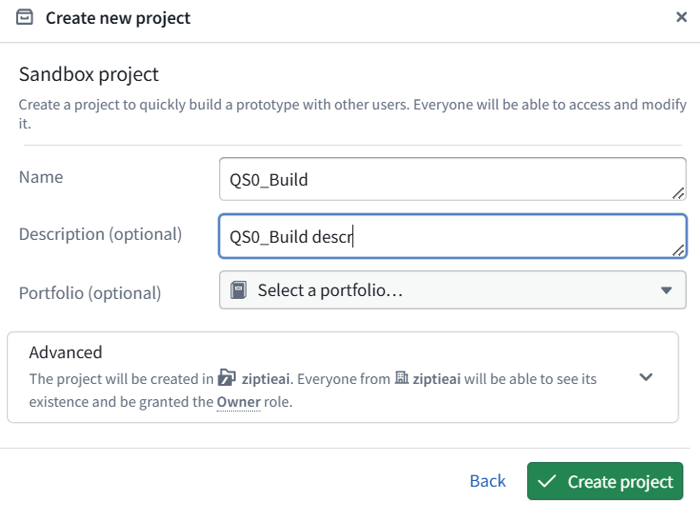 Create new project
Sandbox project
Create a project to quickly build a prototype with other users. Everyone will be able to access and modify
it.
Name
QS0_Build
Description (optional)
QS0_Build descr
Portfolio (optional)
Select a portfolio...
Advanced
The project will be created in ziptieai. Everyone from ziptieai will be able to see its
existence and be granted the Owner role.
Back
Create project